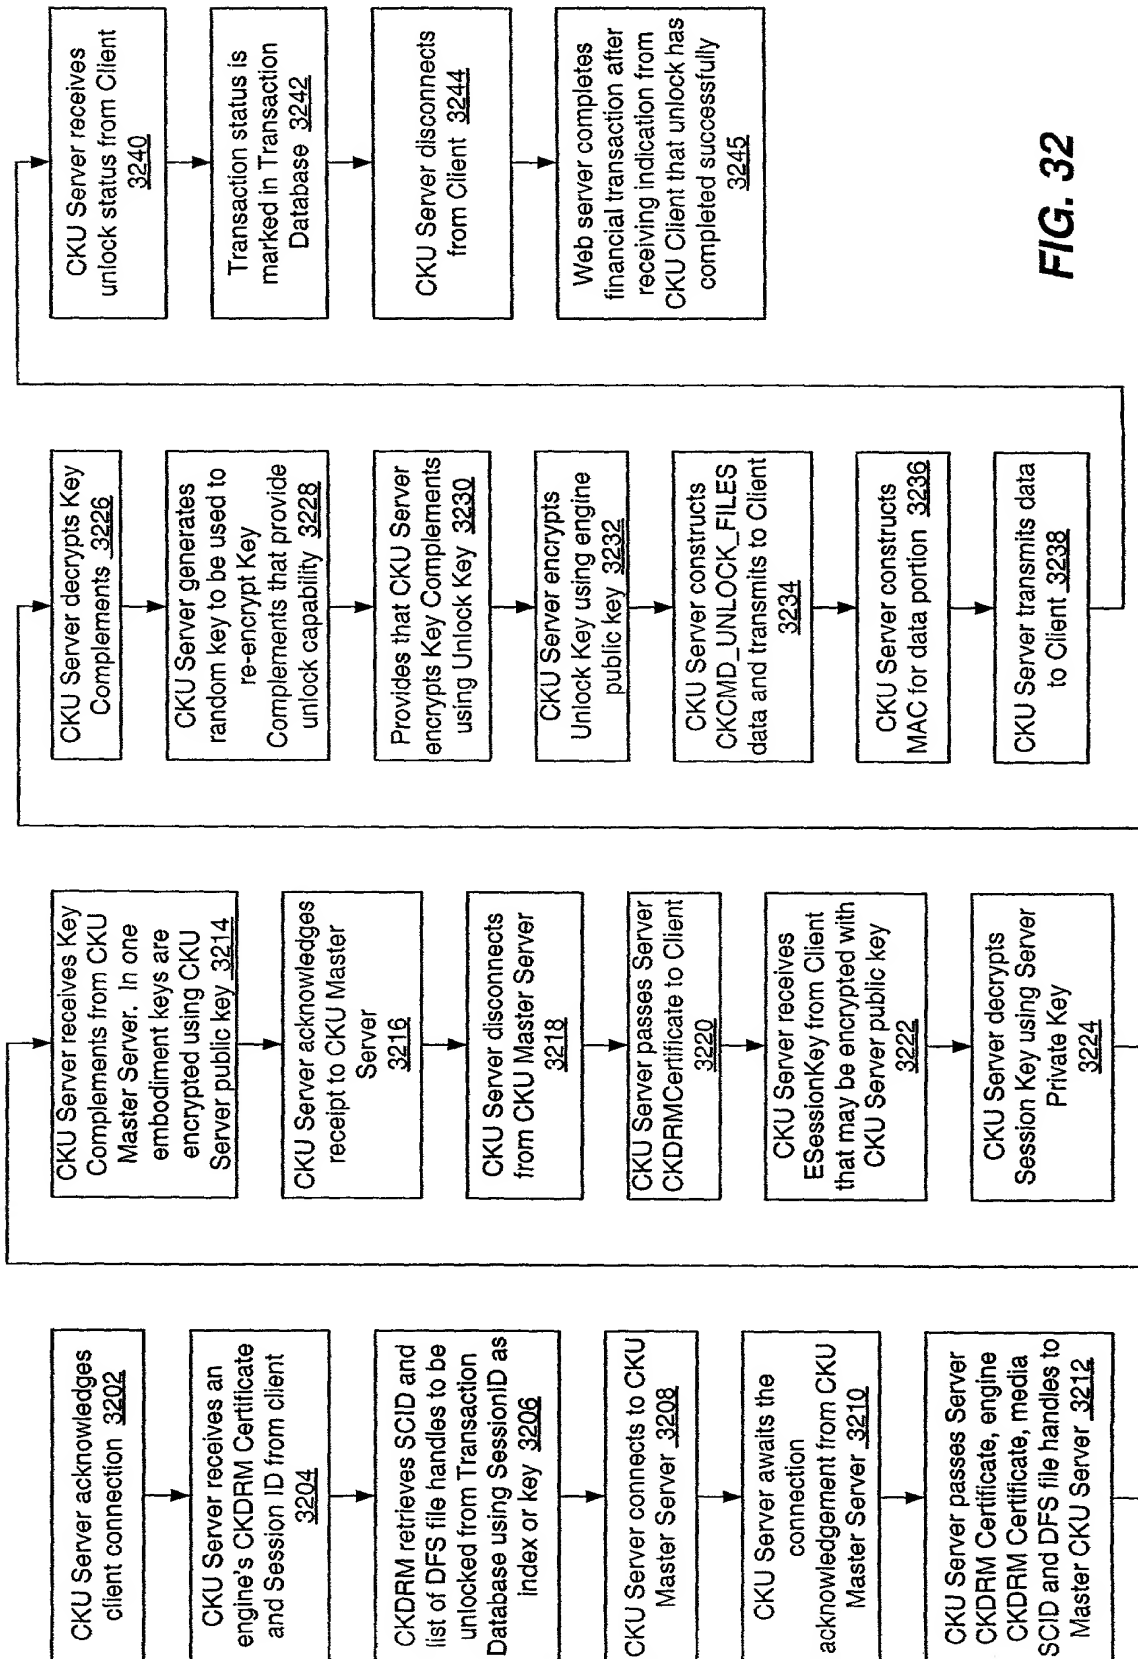 CKU Server acknowledges
client connection 3202
CKU Server receives an
engine's CKDRM Certificate
and Session ID from client
3204
CKDRM retrieves SCID and
list of DFS file handles to be
unlocked from Transaction
Database using SessionID as
index or key 3206
CKU Server connects to CKU
Master Server 3208
CKU Server awaits the
connection
acknowledgement from CKU
Master Server 3210
CKU Server passes Server
CKDRM Certificate, engine
CKDRM Certificate, media
SCID and DFS file handles to
Master CKU Server 3212
CKU Server receives Key
Complements from CKU
Master Server. In one
embodiment keys are
encrypted using CKU
Server public key 3214
CKU Server acknowledges
receipt to CKU Master
Server
3216
CKU Server disconnects
from CKU Master Server
3218
CKU Server passes Server
CKDRMCertificate to Client
3220
CKU Server receives
ESessionKey from Client
that may be encrypted with
CKU Server public key
3222
CKU Server decrypts
Session Key using Server
Private Key
3224
CKU Server decrypts Key
Complements 3226
CKU Server generates
random key to be used to
re-encrypt Key
Complements that provide
unlock capability 3228
Provides that CKU Server
encrypts Key Complements
using Unlock Key 3230
CKU Server encrypts
Unlock Key using engine
public key 3232
CKU Server constructs
CKCMD_UNLOCK_FILES
data and transmits to Client
3234
CKU Server constructs
MAC for data portion 3236
CKU Server transmits data
to Client 3238
CKU Server receives
unlock status from Client
3240
Transaction status is
marked in Transaction
Database 3242
CKU Server disconnects
from Client 3244
Web server completes
financial transaction after
receiving indication from
CKU Client that unlock has
completed successfully
3245
FIG. 32